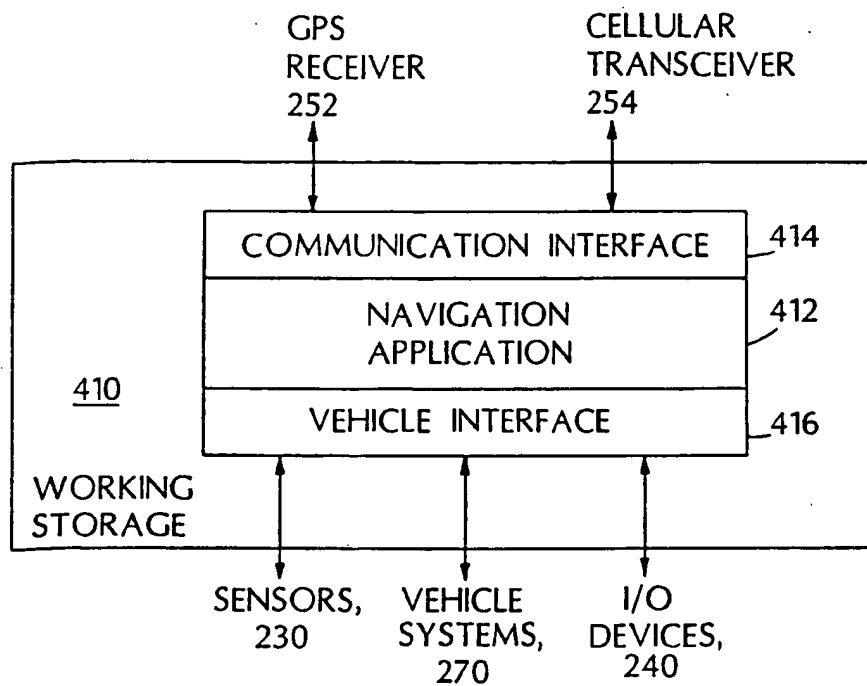 GPS
RECEIVER
252
CELLULAR
TRANSCEIVER
254
COMMUNICATION INTERFACE
414
NAVIGATION
APPLICATION
412
410
VEHICLE INTERFACE
416
WORKING
STORAGE
SENSORS,
230
VEHICLE
SYSTEMS,
270
I/O
DEVICES,
240